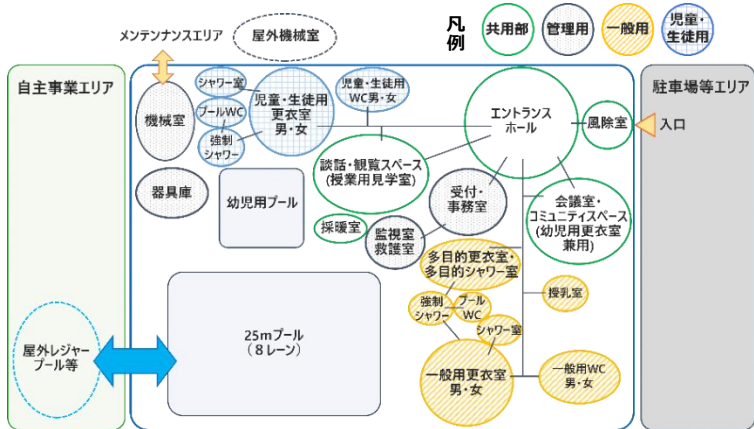 メンテンナンスエリア
屋外機械室
凡
例
共用部
管理用
一般用
児童・
生徒用
自主事業エリア
駐車場等エリア
シャワー室
プールWC
強制
シャワー
児童・生徒用
更衣室
男・女
児童・生徒用
WC男・女
エントランス
ホール
風除室
入口
機械室
談話・観覧スペース
(授業用見学室)
器具庫
幼児用プール
受付・
事務室
会議室・
コミュニティスペース
(幼児用更衣室
兼用)
採暖室
監視室
救護室
多目的更衣室・
多目的シャワー室
強制
シャワー
プール
WC
授乳室
シャワー室
25mプール
(8レーン)
屋外レジャー
プール等
一般用更衣室
男・女
一般用WC
男・女